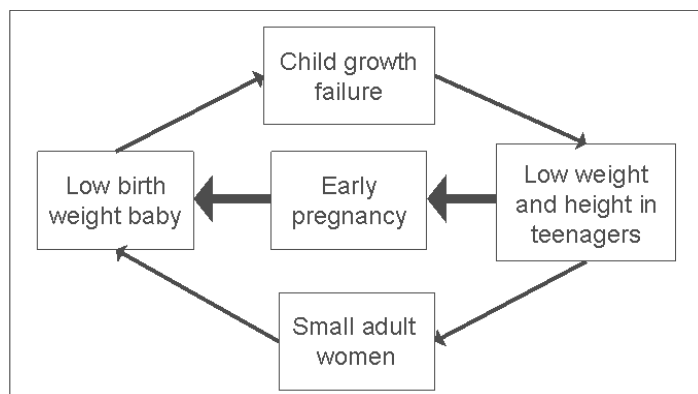 Child growth
failure
Low birth
weight baby
Early
pregnancy
Low weight
and height in
teenagers
Small adult
women